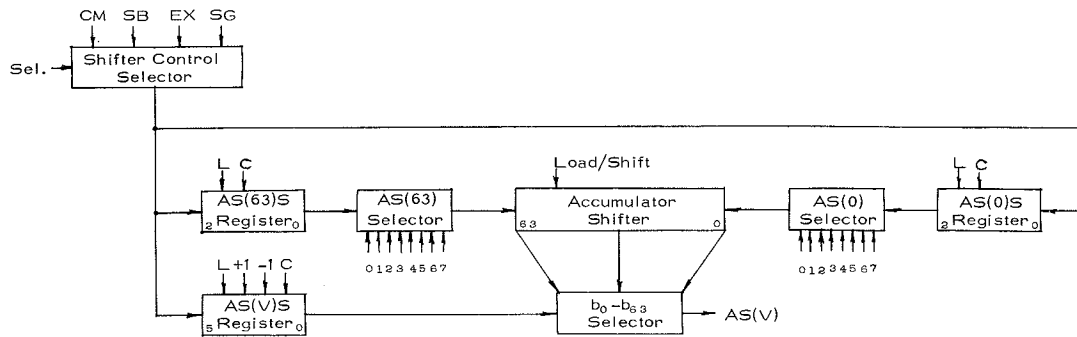 CM SB EX SG
Sel.
Shifter Control
Selector
Load/Shift
L C
AS(63)S
2 Register 0
AS(63)
Selector
0 1 2 3 4 5 6 7
Accumulator
Shifter
63 0
AS(0)
Selector
0 1 2 3 4 5 6 7
L C
AS(0)S
2 Register 0
L +1 -1 C
AS(V)S
5 Register 0
b0-b63
Selector
AS(V)